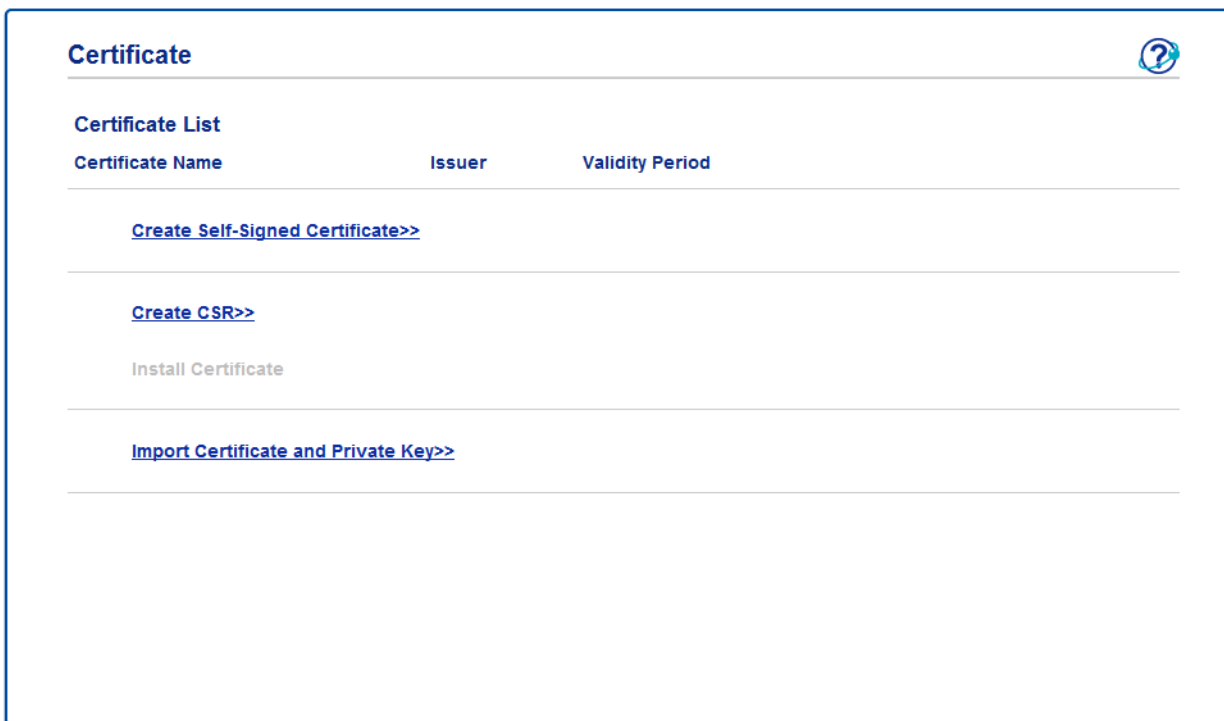 Certificate
?
Certificate List
Certificate Name Issuer Validity Period
Create Self-Signed Certificate>>
Create CSR>>
Install Certificate
Import Certificate and Private Key>>